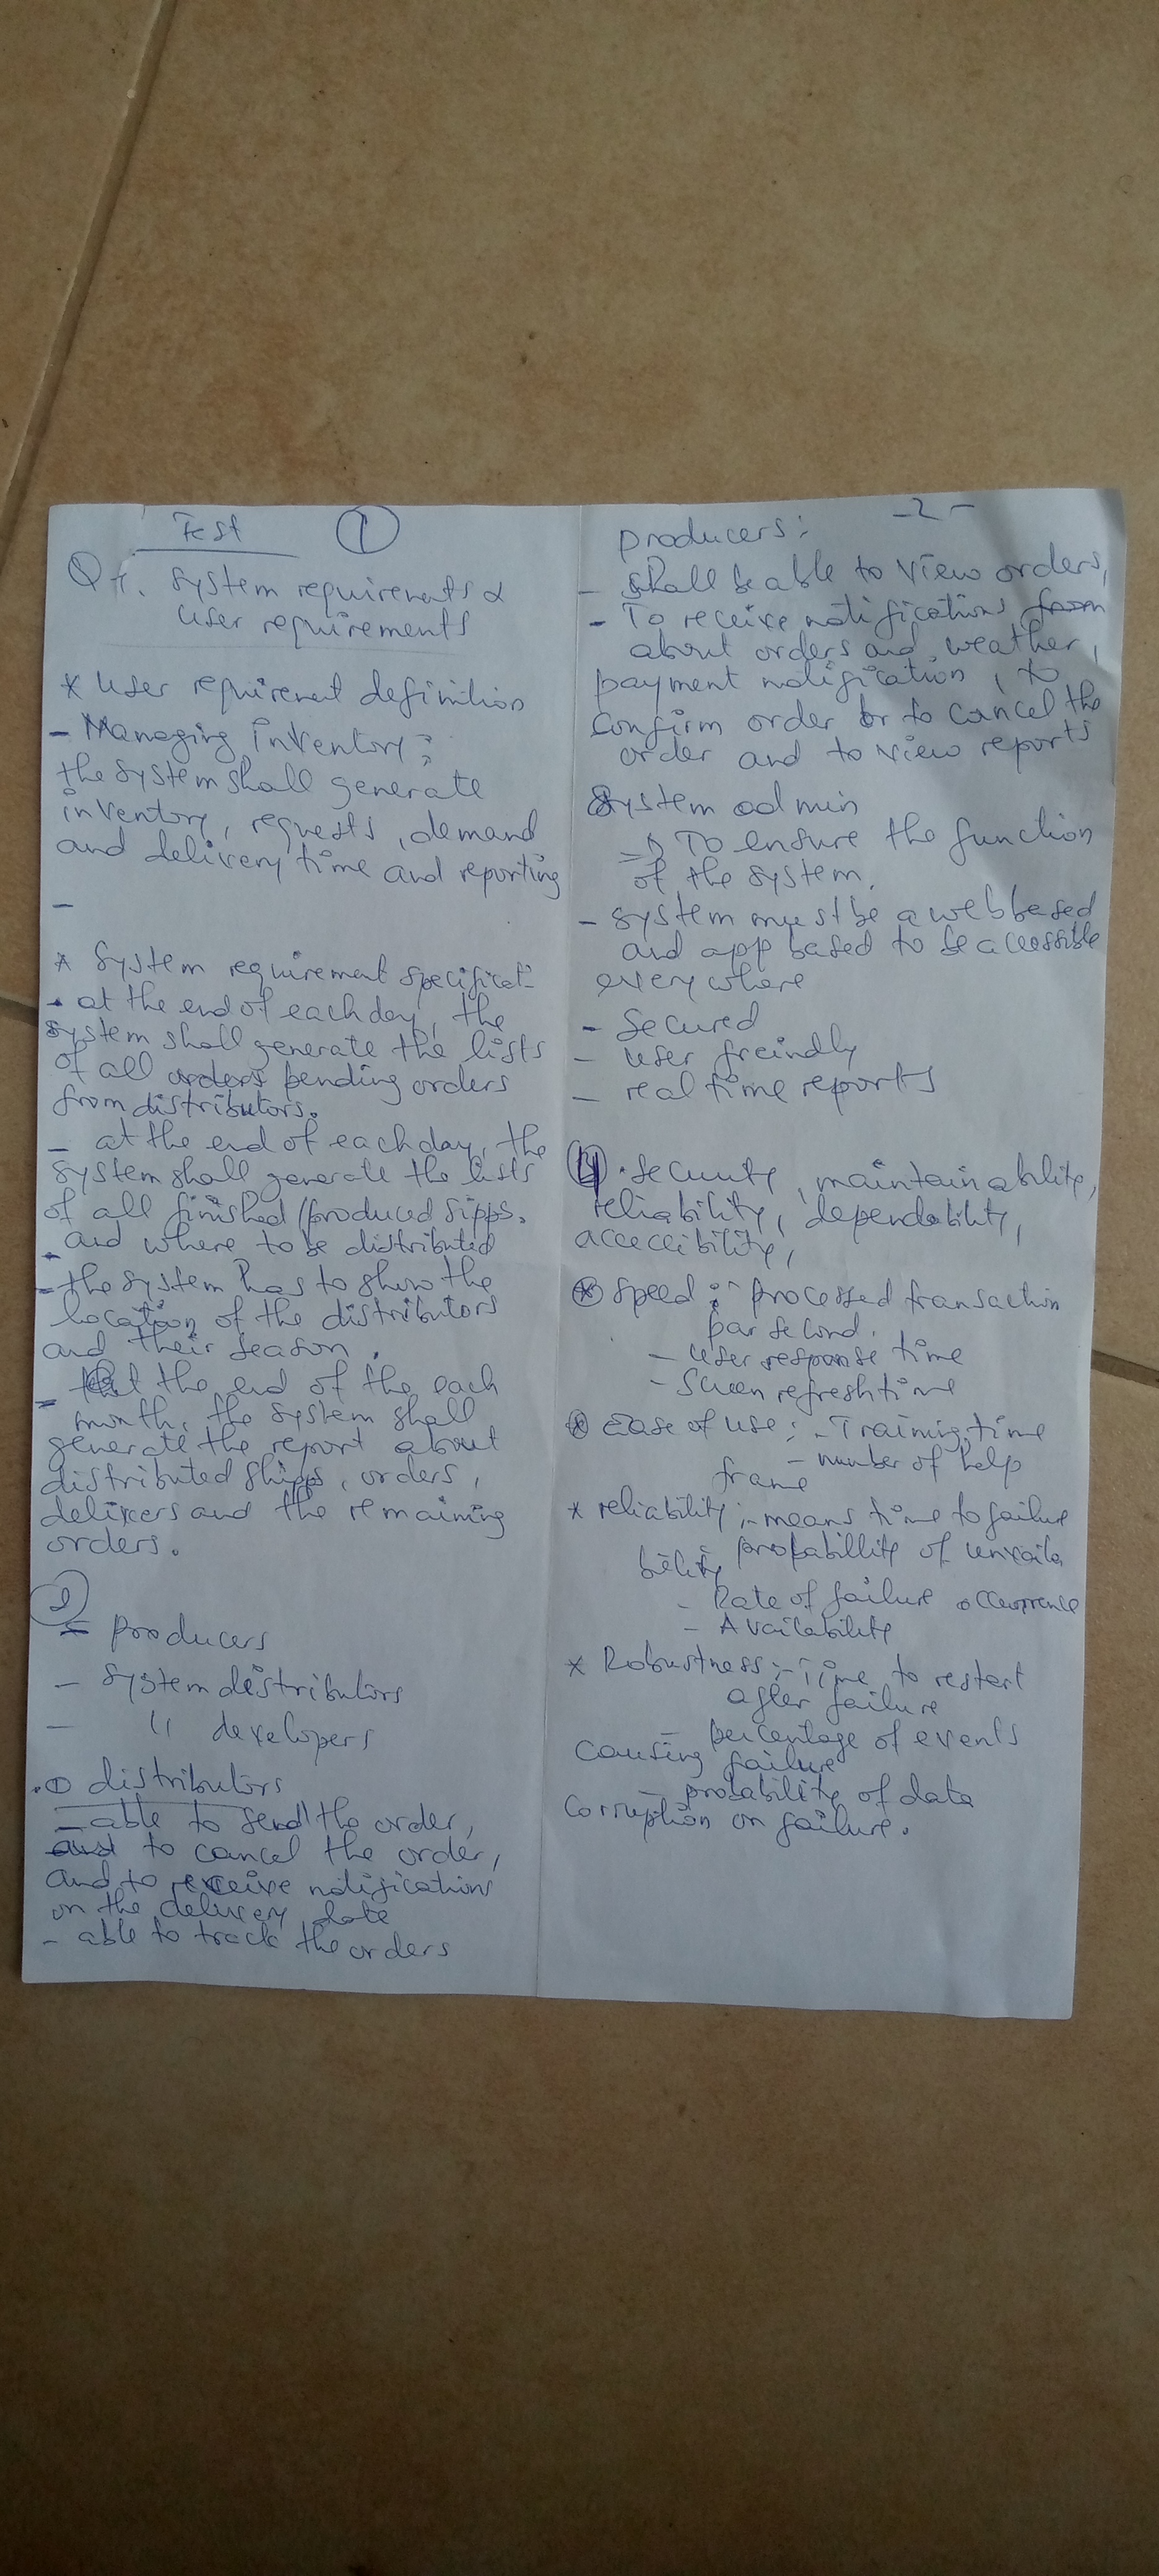 Test ①
Q1. System requirements &
User requirements
* User requirement definition
- Managing inventory:
the system shall generate
inventory, requests, demand
and delivery time and reporting
-
* System requirement specificat:
- at the end of each day, the
system shall generate the lists
of all orders pending orders
from distributors.
- at the end of each day, the
system shall generate the lists
of all finished/produced sipps.
- and where to be distributed
- the system has to show the
location of the distributors
and their season.
- At the end of the each
month, the system shall
generate the report about
distributed shipps, orders,
delivers and the remaining
orders.
②
- producers
- System distributors
- " developers
① distributors
- able to send the order,
and to cancel the order,
and to receive notifications
on the delivery date
- able to track the orders
-2-
producers:
- Shall be able to view orders,
- To receive notifications from
about orders and weather,
payment notification, to
Confirm order or to cancel the
order and to view reports
System admin
=> To ensure the function
of the system.
- System must be a webbased
and app based to be accessible
everywhere
- Secured
- user freindly
- real time reports
④ . Security, maintainability,
reliability, dependability,
acceccibility,
* Speed :- processed transaction
par second.
- User response time
- Screen refresh time
* Ease of use :- Training time
- number of help
frame
* reliability :- means time to failure
probabillity of unvaila
bility
- Rate of failure occurrence
- Availability
* Robustness :- Time to restart
after failure
- percentage of events
causing failure
- probability of data
corruption on failure.